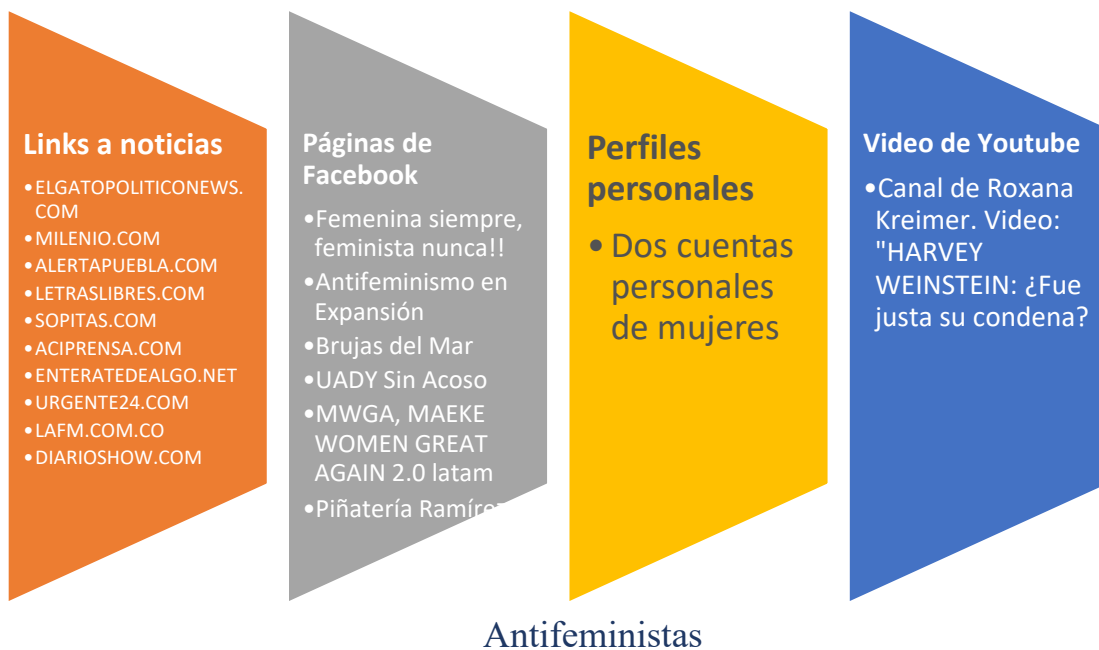 Links a noticias
•ELGATOPOLITICONEWS.
COM
•MILENIO.COM
•ALERTAPUEBLA.COM
•LETRASLIBRES.COM
•SOPITAS.COM
•ACIPRENSA.COM
•ENTERATEDEALGO.NET
•URGENTE24.COM
•LAFM.COM.CO
•DIARIOSHOW.COM
Páginas de
Facebook
•Femenina siempre,
feminista nunca!!
•Antifeminismo en
Expansión
•Brujas del Mar
•UADY Sin Acoso
•MWGA, MAEKE
WOMEN GREAT
AGAIN 2.0 latam
•Piñatería Ramírez
Perfiles
personales
•Dos cuentas
personales
de mujeres
Video de Youtube
•Canal de Roxana
Kreimer. Video:
"HARVEY
WEINSTEIN: ¿Fue
justa su condena?
Antifeministas